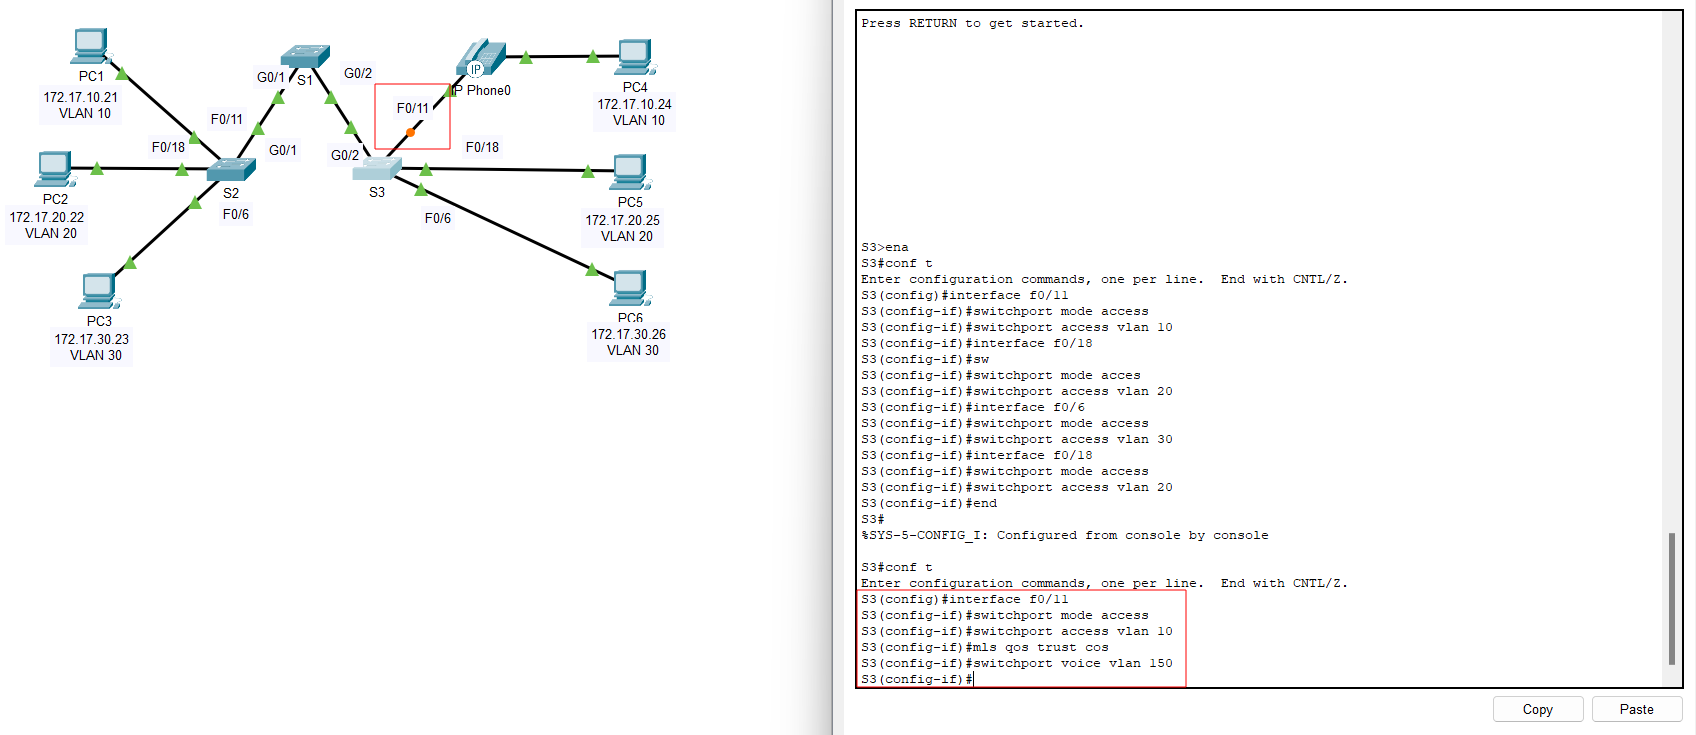 PC1
172.17.10.21
VLAN 10
F0/11
F0/18
G0/1
S1
G0/2
IP
IP Phone0
F0/11
PC4
172.17.10.24
VLAN 10
PC2
172.17.20.22
VLAN 20
S2
F0/6
G0/1
G0/2
S3
F0/18
F0/6
PC5
172.17.20.25
VLAN 20
PC3
172.17.30.23
VLAN 30
PC6
172.17.30.26
VLAN 30
Press RETURN to get started.
S3>ena
S3#conf t
Enter configuration commands, one per line.  End with CNTL/Z.
S3(config)#interface f0/11
S3(config-if)#switchport mode access
S3(config-if)#switchport access vlan 10
S3(config-if)#interface f0/18
S3(config-if)#sw
S3(config-if)#switchport mode acces
S3(config-if)#switchport access vlan 20
S3(config-if)#interface f0/6
S3(config-if)#switchport mode access
S3(config-if)#switchport access vlan 30
S3(config-if)#interface f0/18
S3(config-if)#switchport mode access
S3(config-if)#switchport access vlan 20
S3(config-if)#end
S3#
%SYS-5-CONFIG_I: Configured from console by console
S3#conf t
Enter configuration commands, one per line.  End with CNTL/Z.
S3(config)#interface f0/11
S3(config-if)#switchport mode access
S3(config-if)#switchport access vlan 10
S3(config-if)#mls qos trust cos
S3(config-if)#switchport voice vlan 150
S3(config-if)#
Copy
Paste